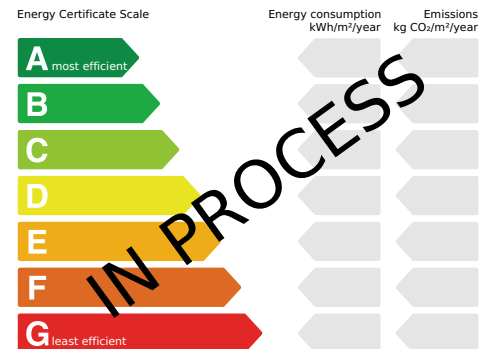 Energy Certificate Scale
Energy consumption
kWh/m²/year
Emissions
kg CO₂/m²/year
A most efficient
B
C
D
E
F
G least efficient
IN PROCESS